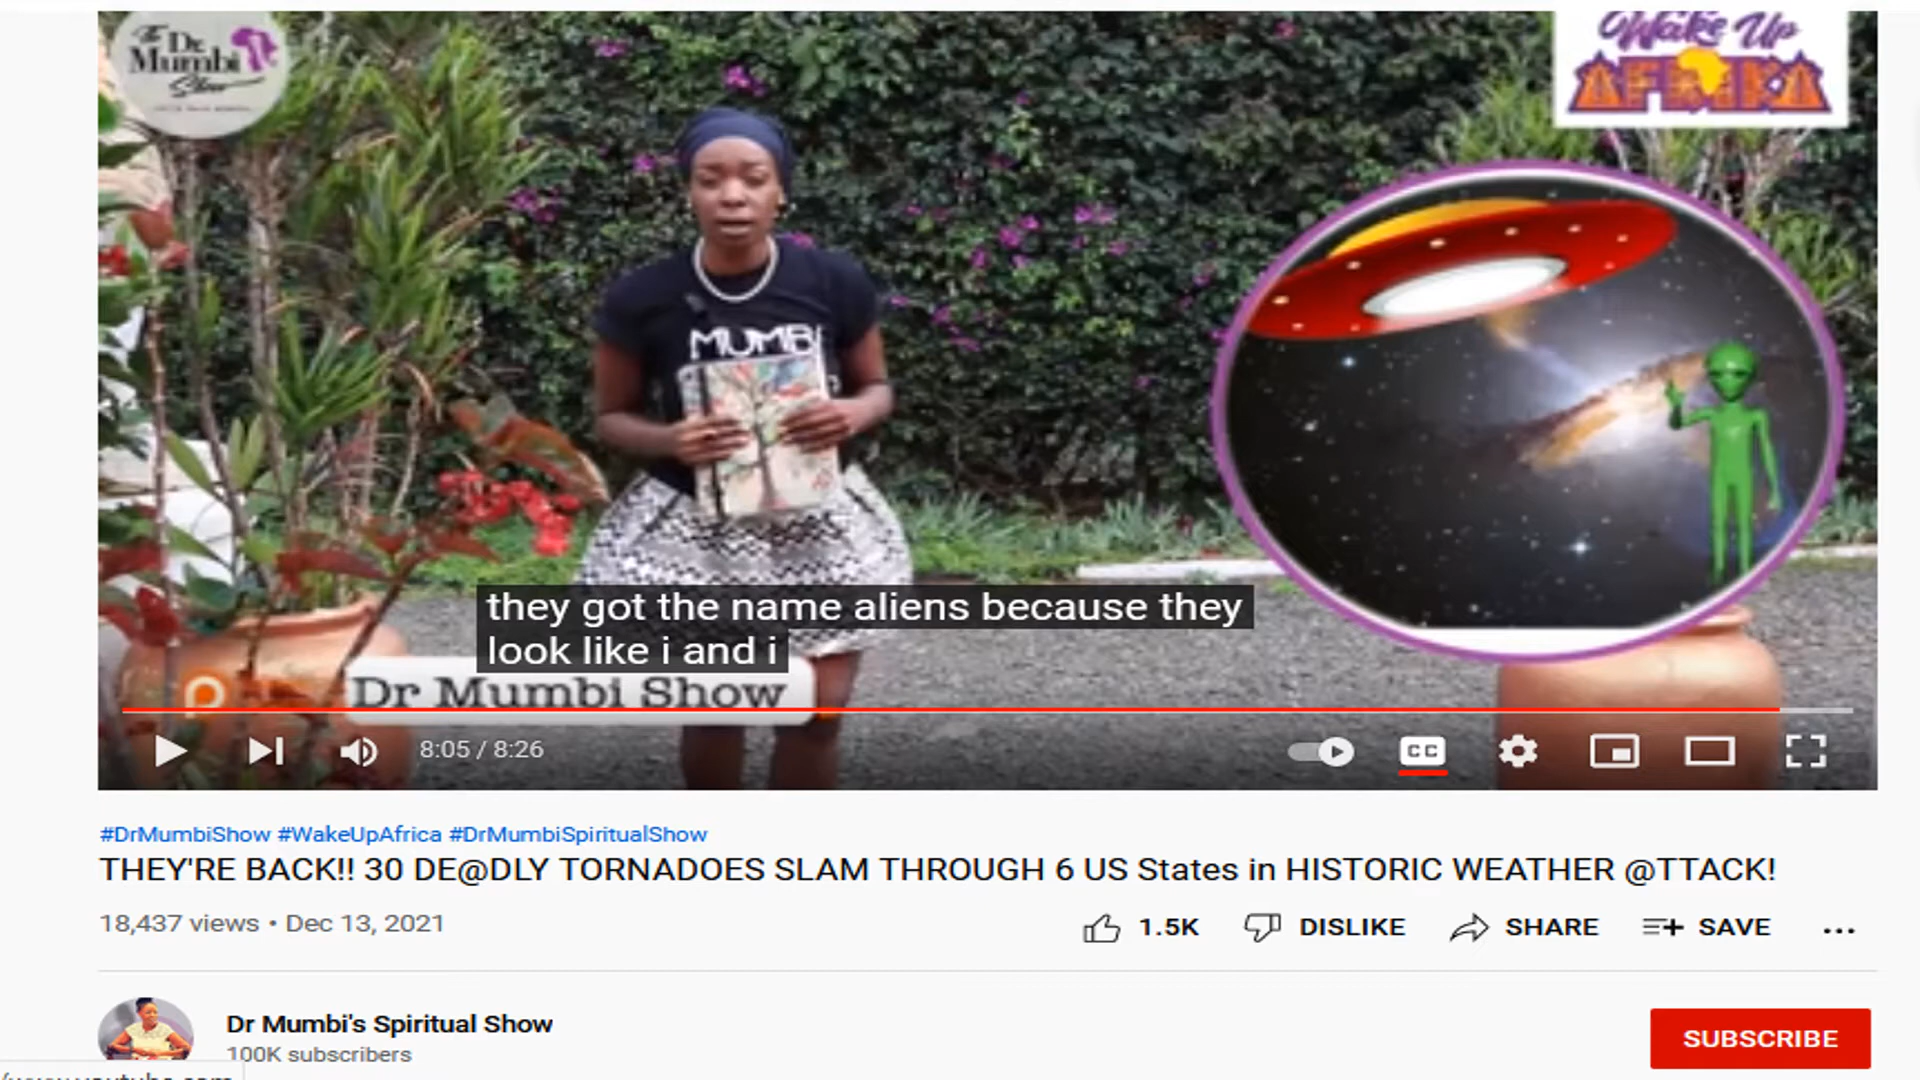 The
Dr.
Mumbi
Show
Wake Up
AFRIKA
MUMBI
they got the name aliens because they
look like i and i
Dr Mumbi Show
8:05 / 8:26
CC
#DrMumbiShow #WakeUpAfrica #DrMumbiSpiritualShow
THEY'RE BACK!! 30 DE@DLY TORNADOES SLAM THROUGH 6 US States in HISTORIC WEATHER @TTACK!
18,437 views • Dec 13, 2021
1.5K DISLIKE SHARE SAVE
Dr Mumbi's Spiritual Show
100K subscribers
SUBSCRIBE